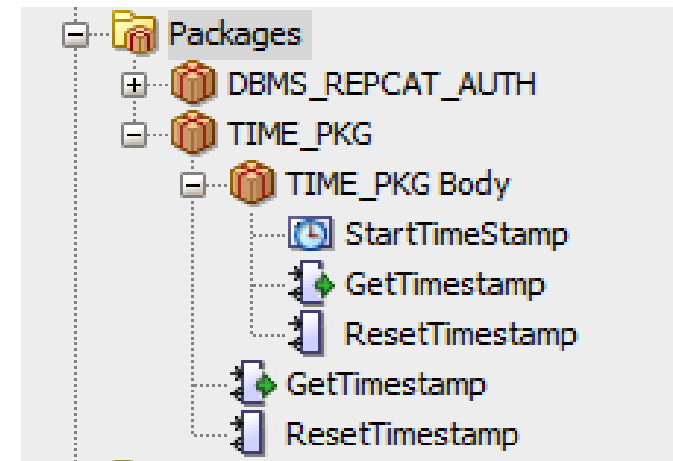 Packages
DBMS_REPCAT_AUTH
TIME_PKG
TIME_PKG Body
StartTimeStamp
GetTimestamp
ResetTimestamp
GetTimestamp
ResetTimestamp